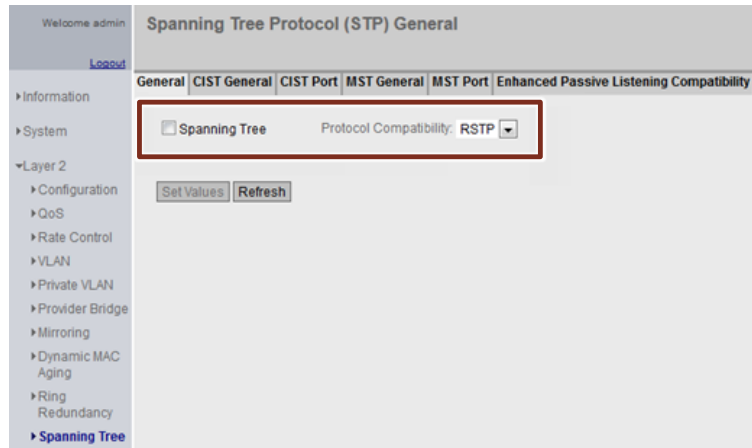 Welcome admin
Logout
Spanning Tree Protocol (STP) General
General CIST General CIST Port MST General MST Port Enhanced Passive Listening Compatibility
Information
System
Layer 2
Configuration
QoS
Rate Control
VLAN
Private VLAN
Provider Bridge
Mirroring
Dynamic MAC
Aging
Ring
Redundancy
Spanning Tree
Spanning Tree Protocol Compatibility: RSTP
Set Values Refresh